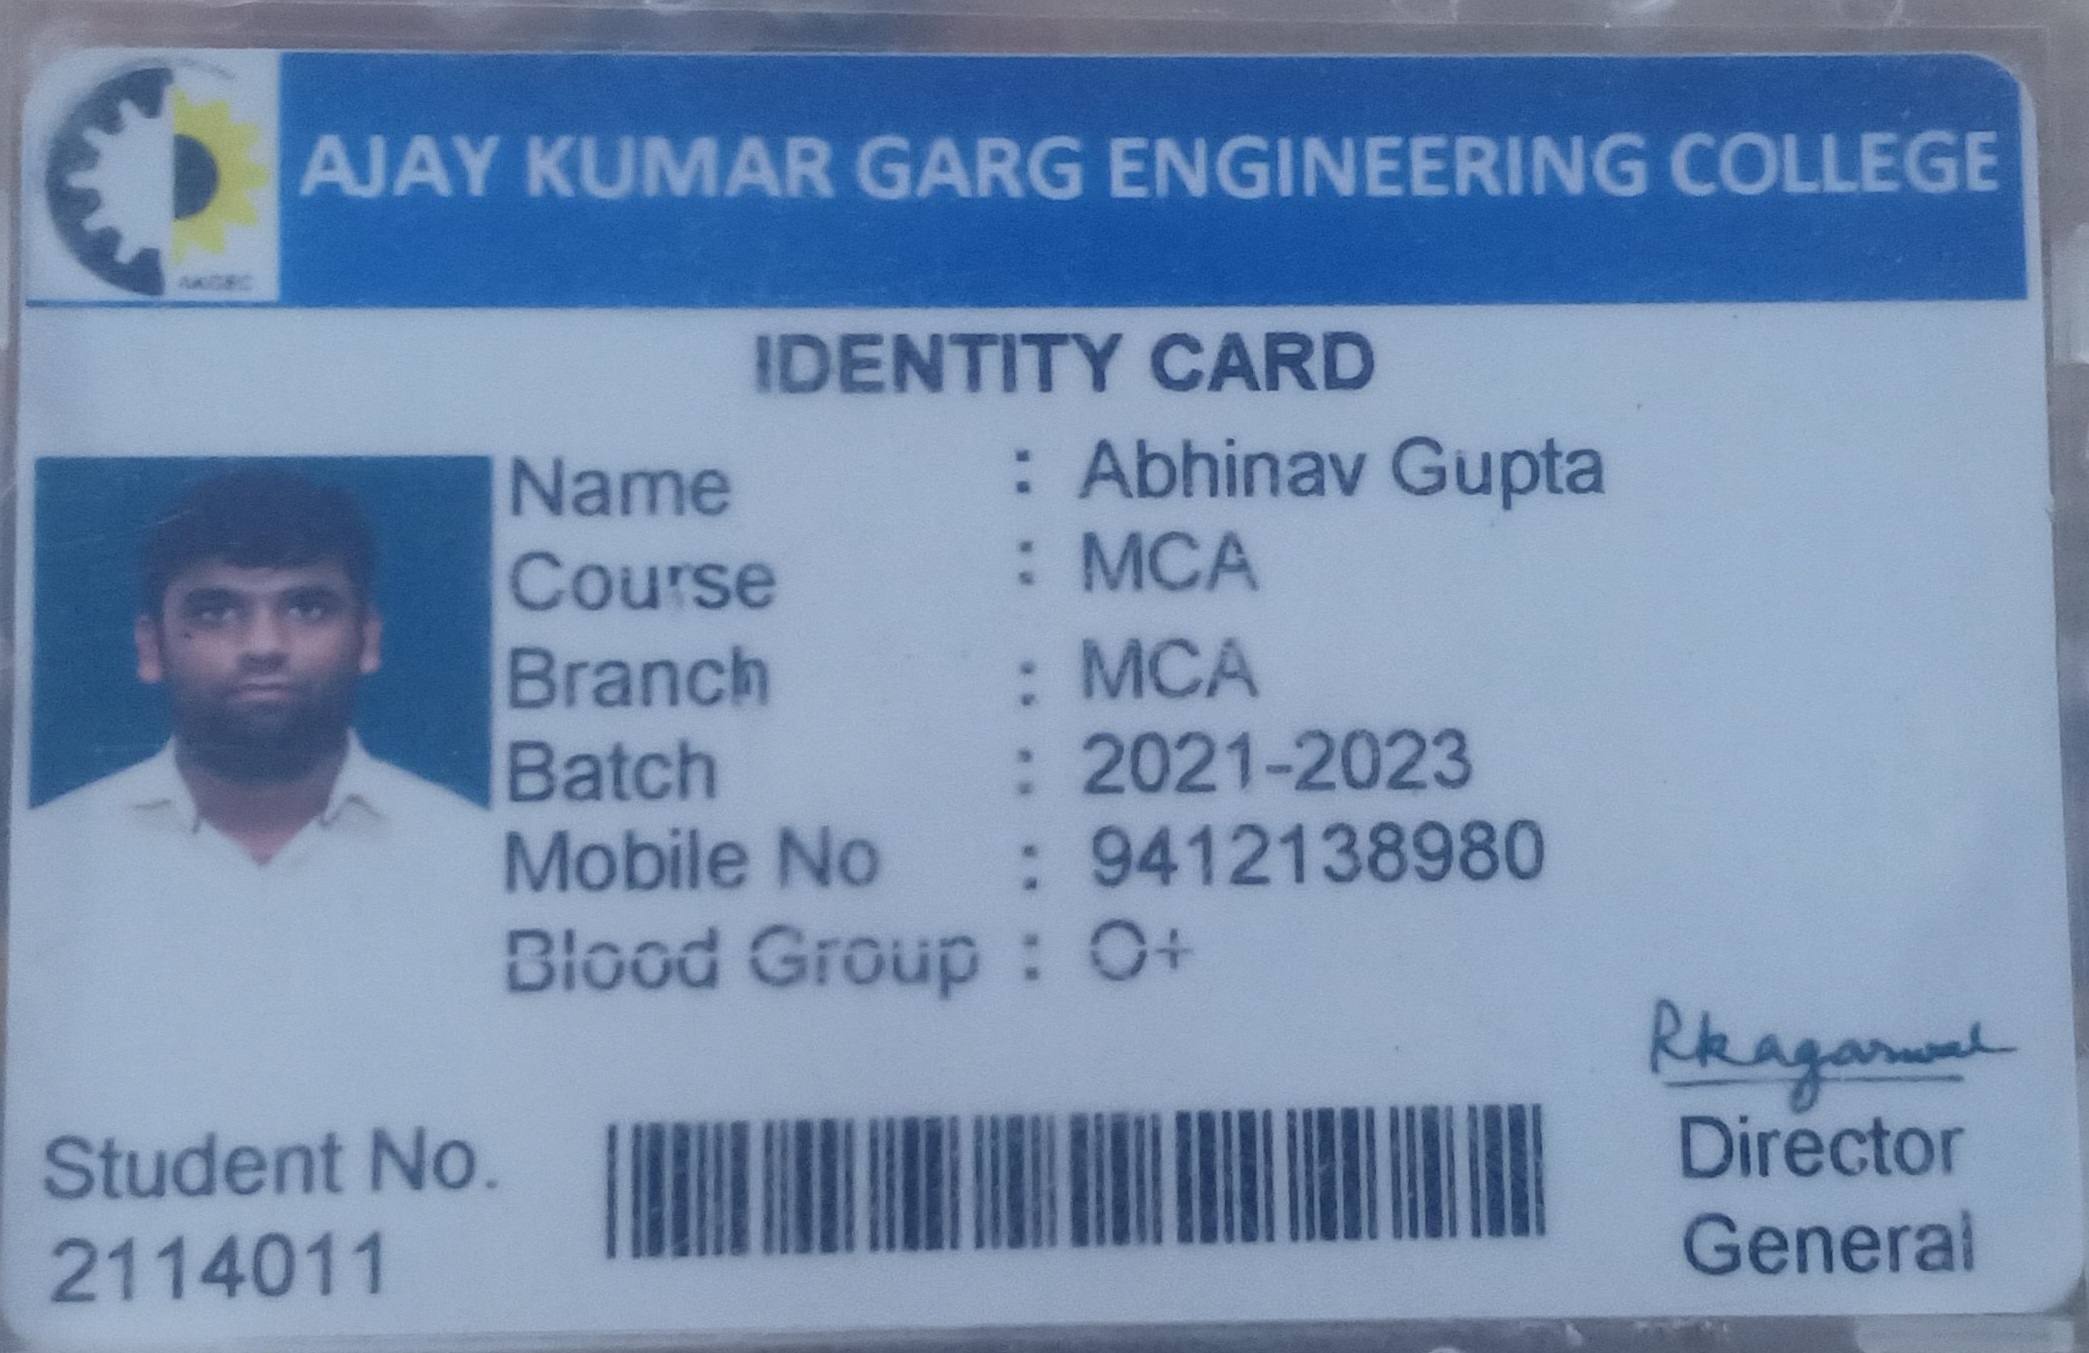 AJAY KUMAR GARG ENGINEERING COLLEGE
AKGEC
IDENTITY CARD
Name : Abhinav Gupta
Course : MCA
Branch : MCA
Batch : 2021-2023
Mobile No : 9412138980
Blood Group : O+
Rkagarwal
Director
General
Student No.
2114011